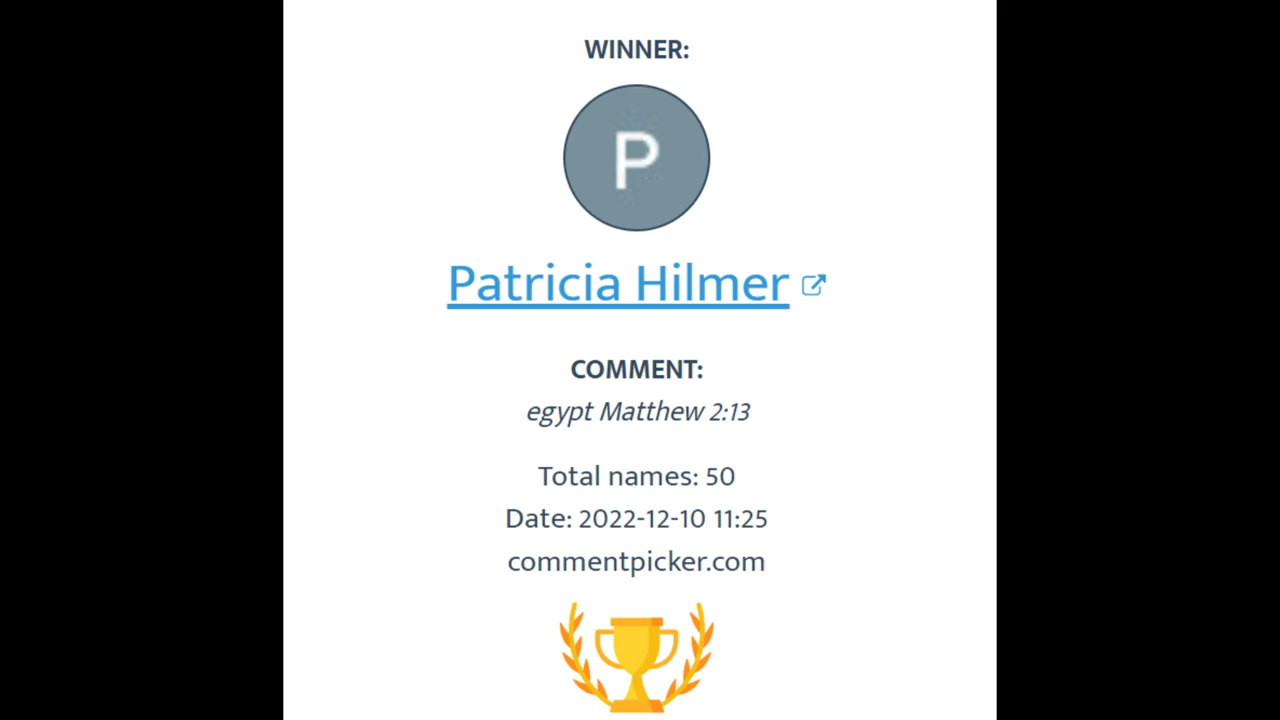 WINNER:
P
Patricia Hilmer
COMMENT:
egypt Matthew 2:13
Total names: 50
Date: 2022-12-10 11:25
commentpicker.com